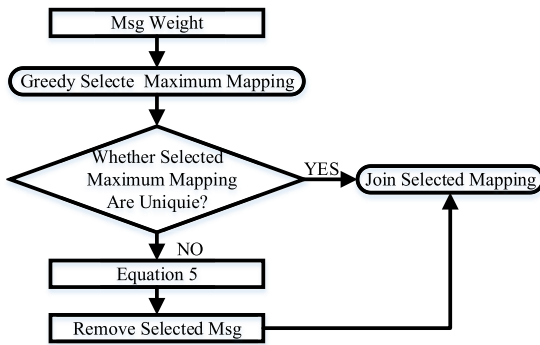 Msg Weight
Greedy Selecte Maximum Mapping
Whether Selected
Maximum Mapping
Are Uniquie?
YES
Join Selected Mapping
NO
Equation 5
Remove Selected Msg